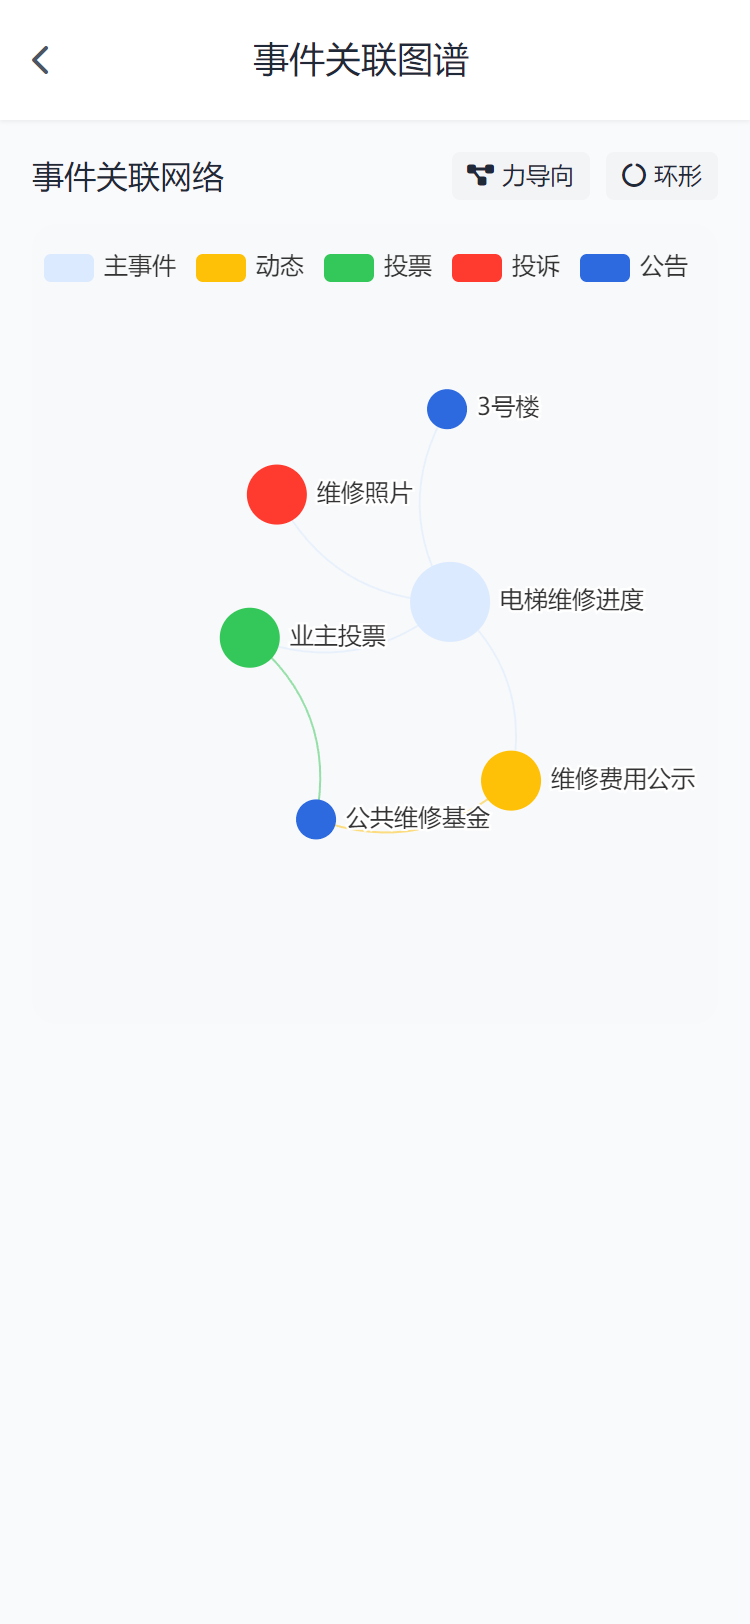 事件关联图谱
事件关联网络
力导向
环形
主事件 动态 投票 投诉 公告
3号楼
维修照片
电梯维修进度
业主投票
维修费用公示
公共维修基金